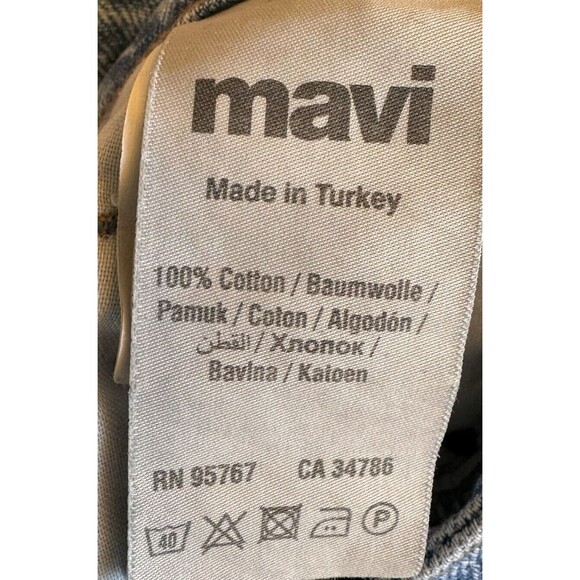 mavi
Made in Turkey
100% Cotton / Baumwolle /
Pamuk / Coton / Algodón /
القطن / Хлопок /
Bavlna / Katoen
RN 95767 CA 34786
40 P